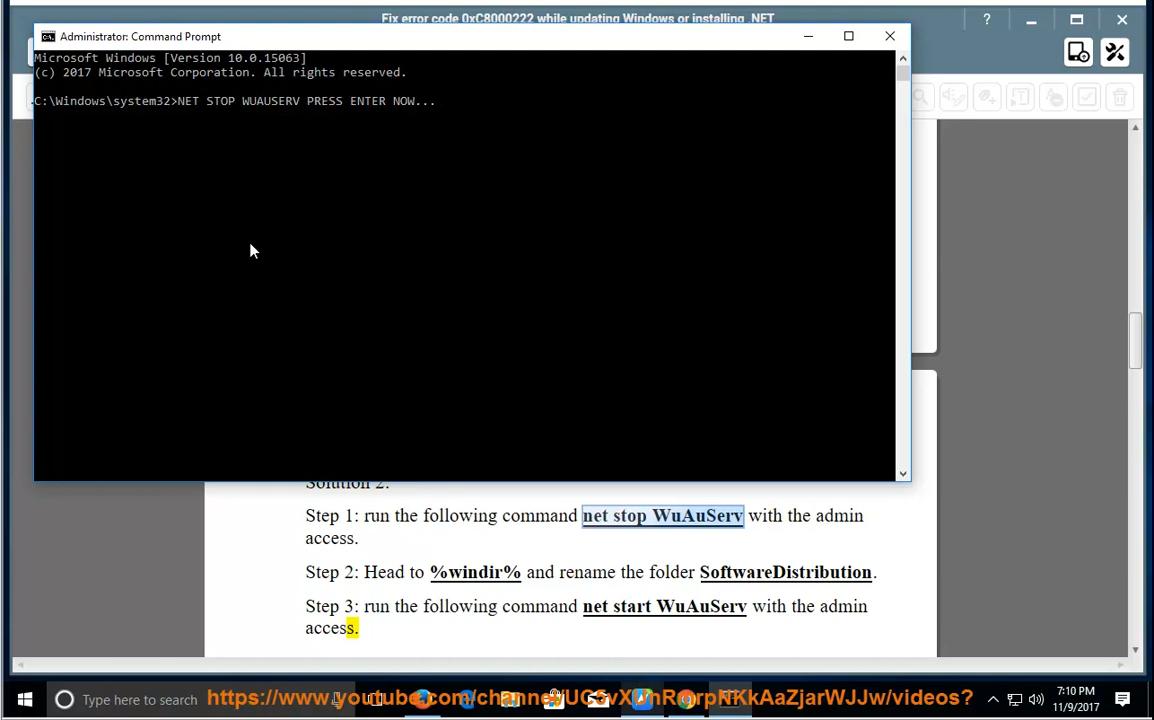 Fix error code 0xC8000222 while updating Windows or installing .NET
Administrator: Command Prompt
Microsoft Windows [Version 10.0.15063]
(c) 2017 Microsoft Corporation. All rights reserved.
C:\Windows\system32>NET STOP WUAUSERV PRESS ENTER NOW...
Solution 2:
Step 1: run the following command net stop WuAuServ with the admin
access.
Step 2: Head to %windir% and rename the folder SoftwareDistribution.
Step 3: run the following command net start WuAuServ with the admin
access.
Type here to search
7:10 PM
11/9/2017